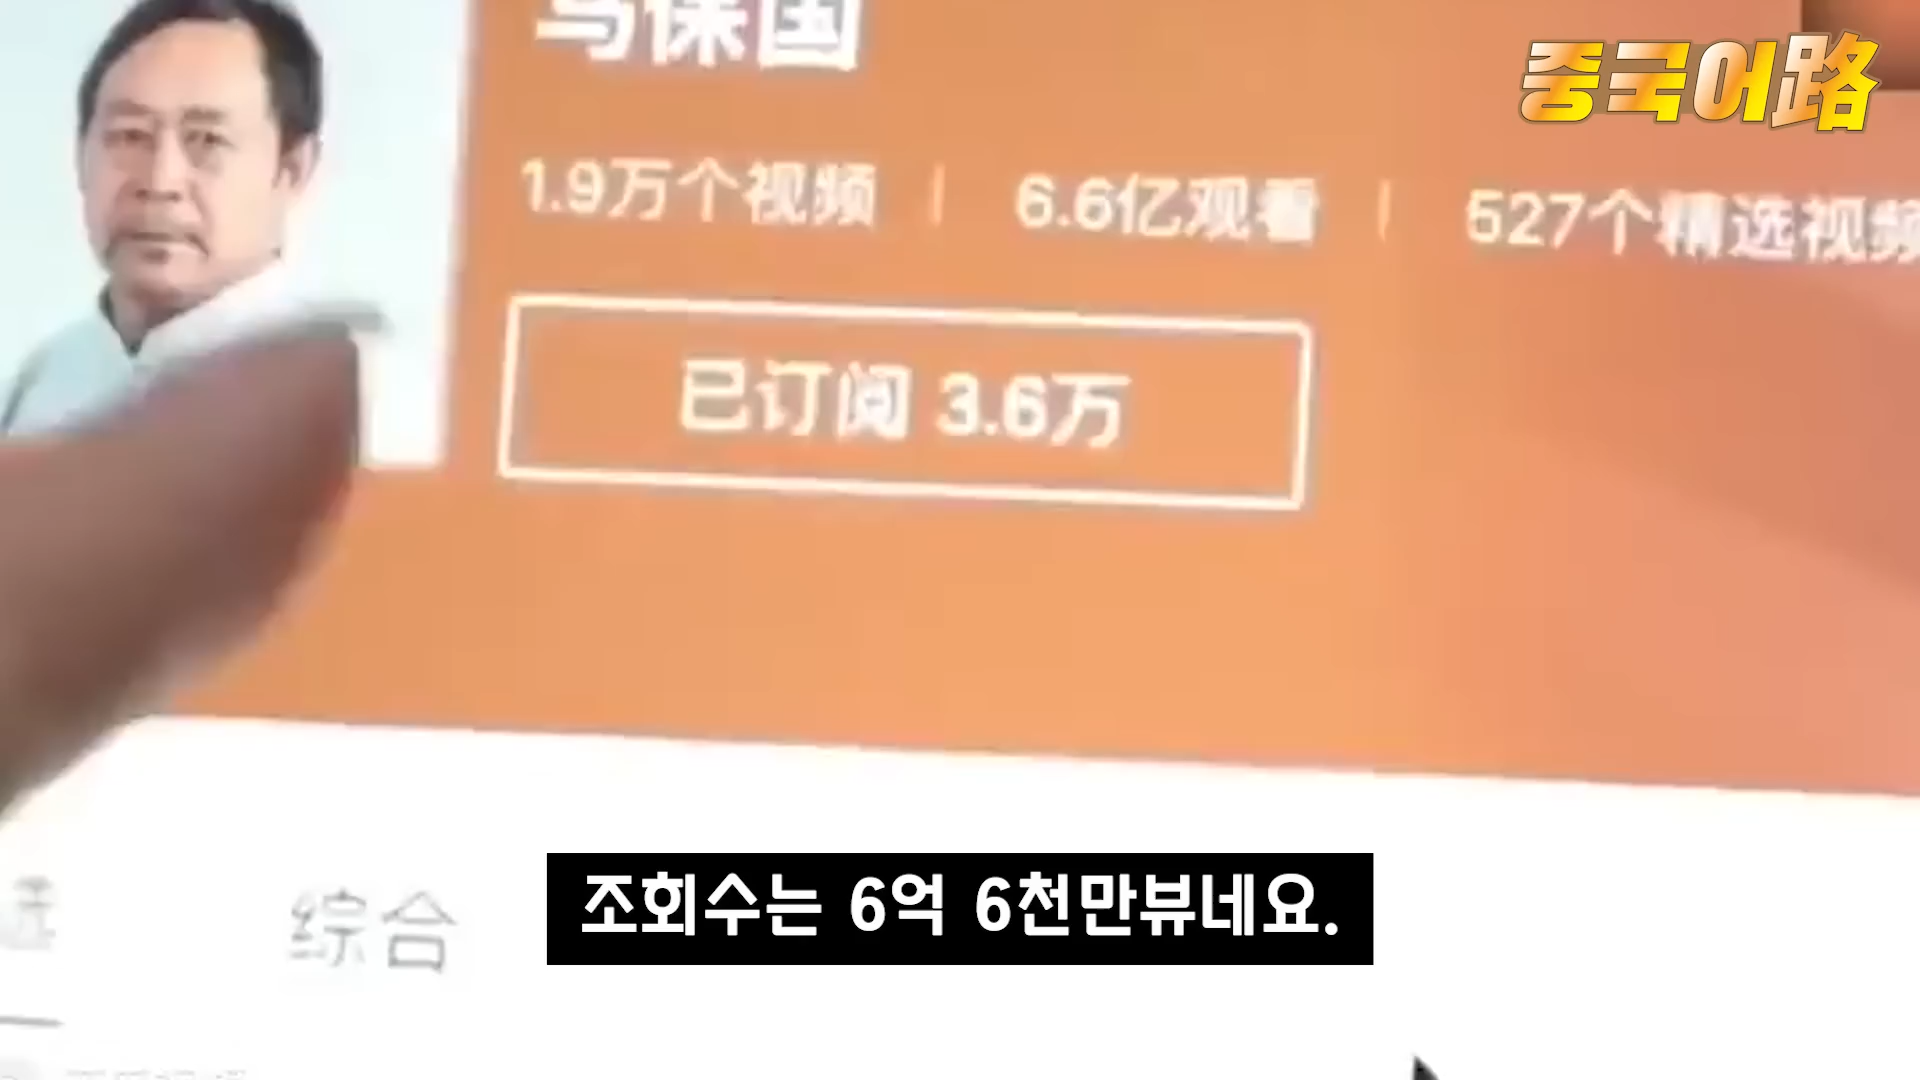 马保国
중국어路
1.9万个视频 | 6.6亿观看 | 527个精选视频
已订阅 3.6万
选 综合
조회수는 6억 6천만뷰네요.